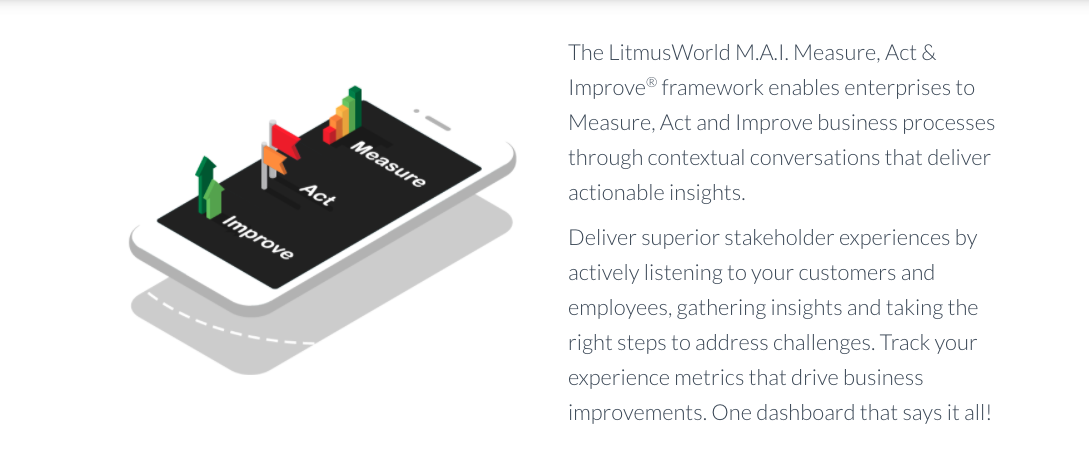 Measure
Act
Improve
The LitmusWorld M.A.I. Measure, Act &
Improve® framework enables enterprises to
Measure, Act and Improve business processes
through contextual conversations that deliver
actionable insights.
Deliver superior stakeholder experiences by
actively listening to your customers and
employees, gathering insights and taking the
right steps to address challenges. Track your
experience metrics that drive business
improvements. One dashboard that says it all!